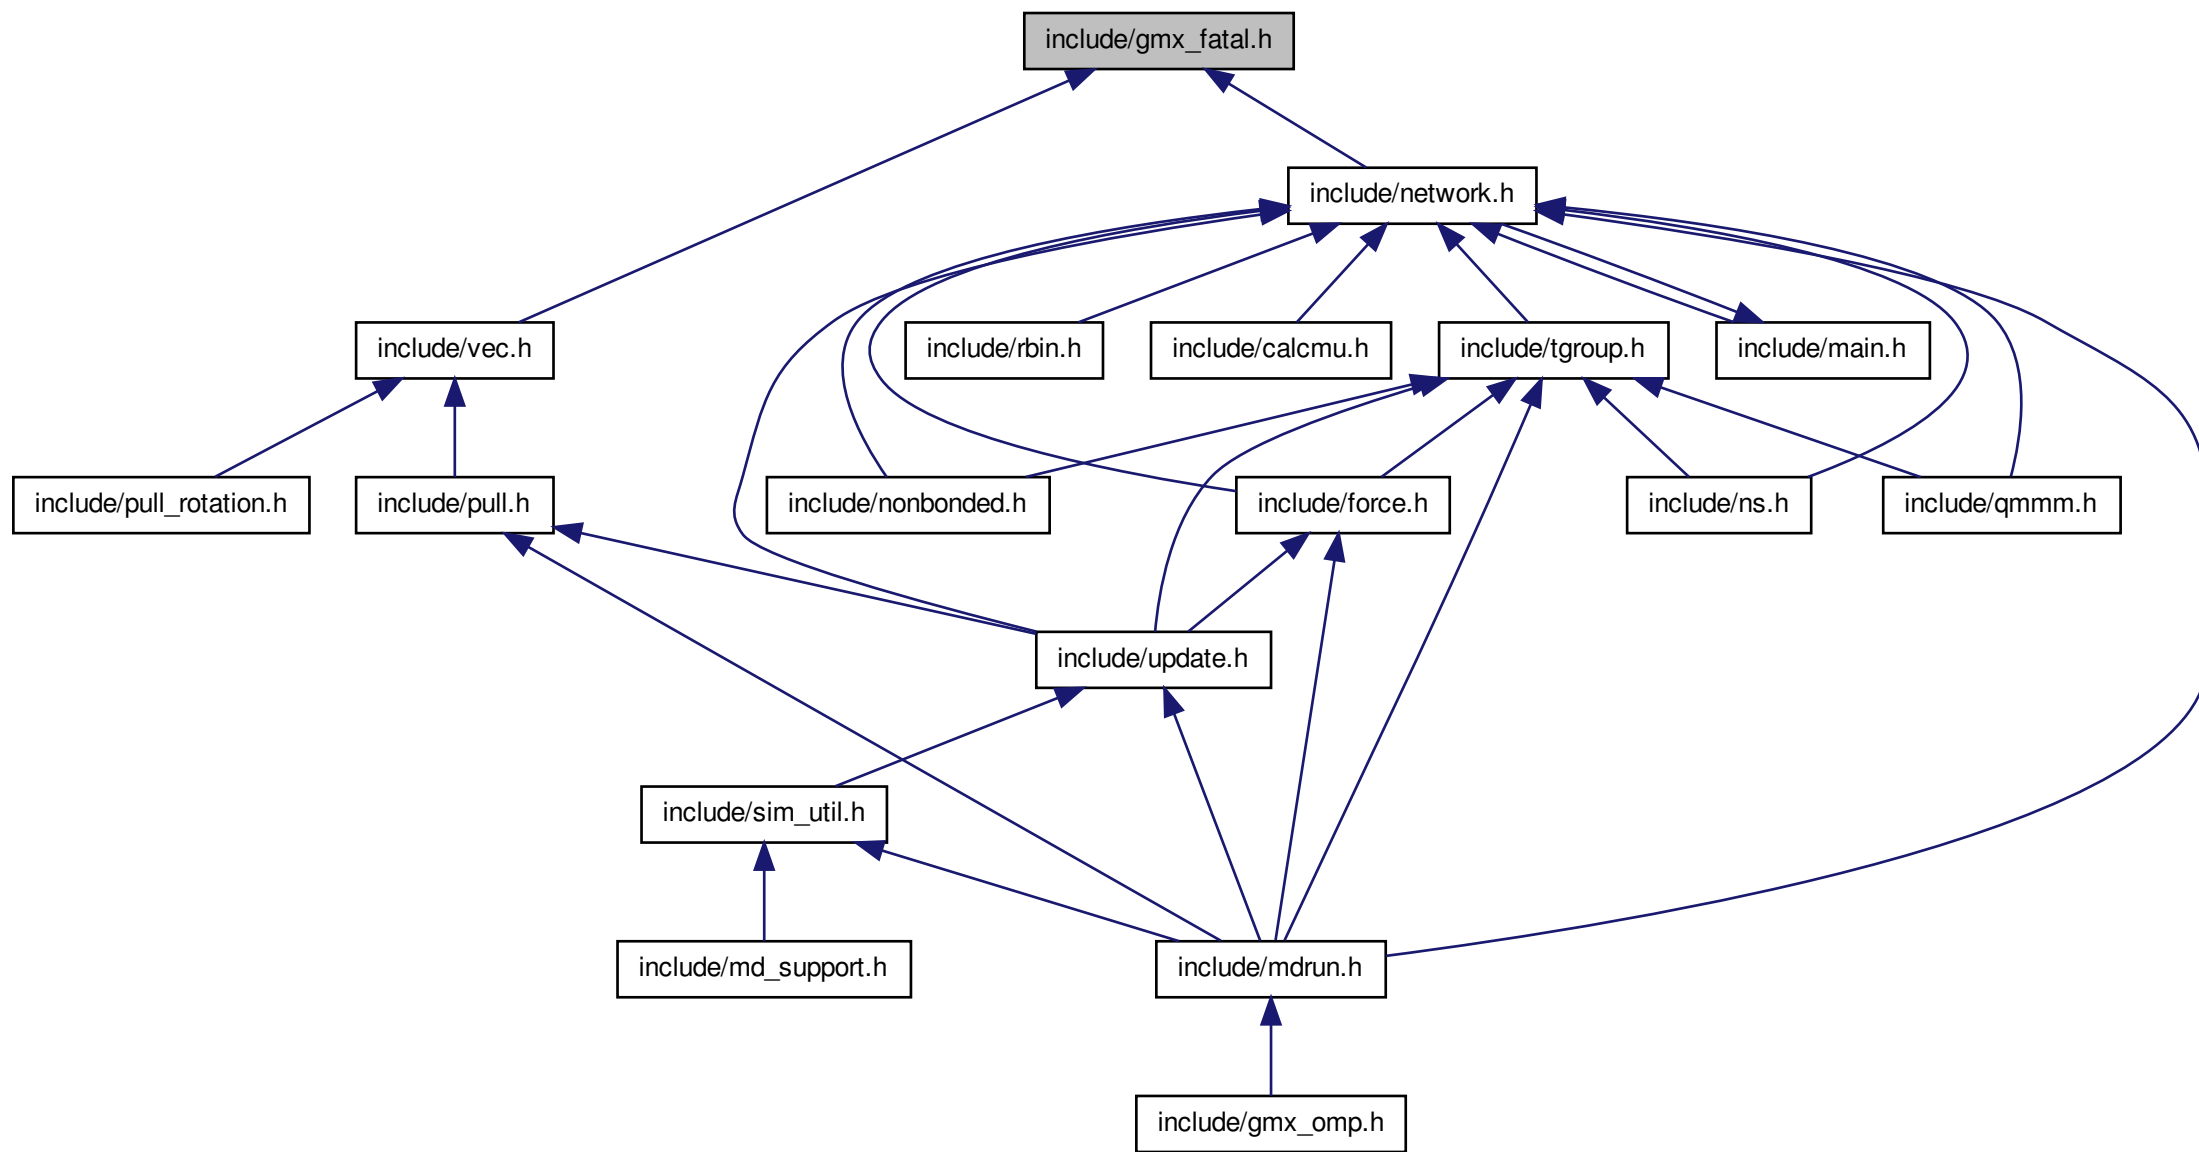 include/gmx_fatal.h
include/network.h
include/vec.h
include/rbin.h
include/calcmu.h
include/tgroup.h
include/main.h
include/pull_rotation.h
include/pull.h
include/nonbonded.h
include/force.h
include/ns.h
include/qmmm.h
include/update.h
include/sim_util.h
include/md_support.h
include/mdrun.h
include/gmx_omp.h